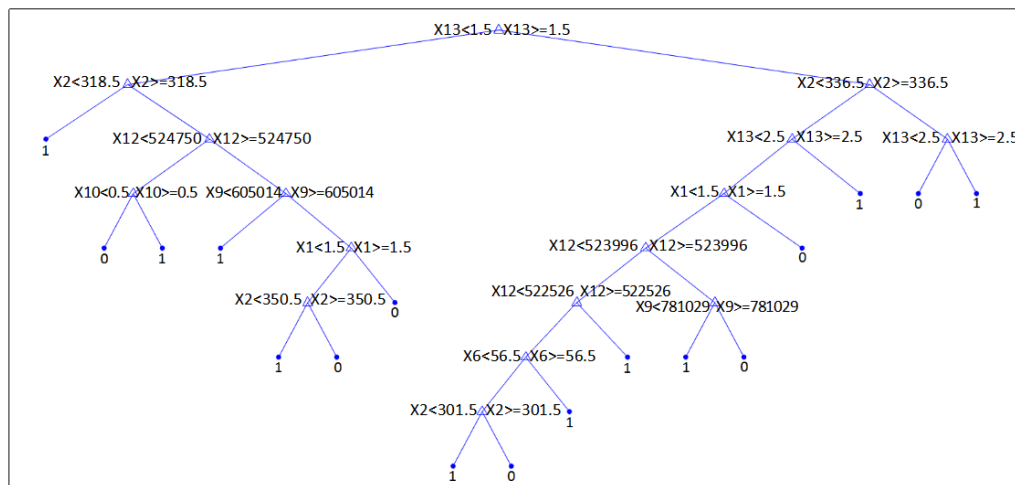 X13<1.5 X13>=1.5
X2<318.5 X2>=318.5
X2<336.5 X2>=336.5
1
X12<524750 X12>=524750
X13<2.5 X13>=2.5
X13<2.5 X13>=2.5
X10<0.5 X10>=0.5
X9<605014 X9>=605014
X1<1.5 X1>=1.5
1
0
1
0
1
1
X1<1.5 X1>=1.5
X12<523996 X12>=523996
0
X2<350.5 X2>=350.5
0
X12<522526 X12>=522526
X9<781029 X9>=781029
1
0
X6<56.5 X6>=56.5
1
1
0
X2<301.5 X2>=301.5
1
1
0